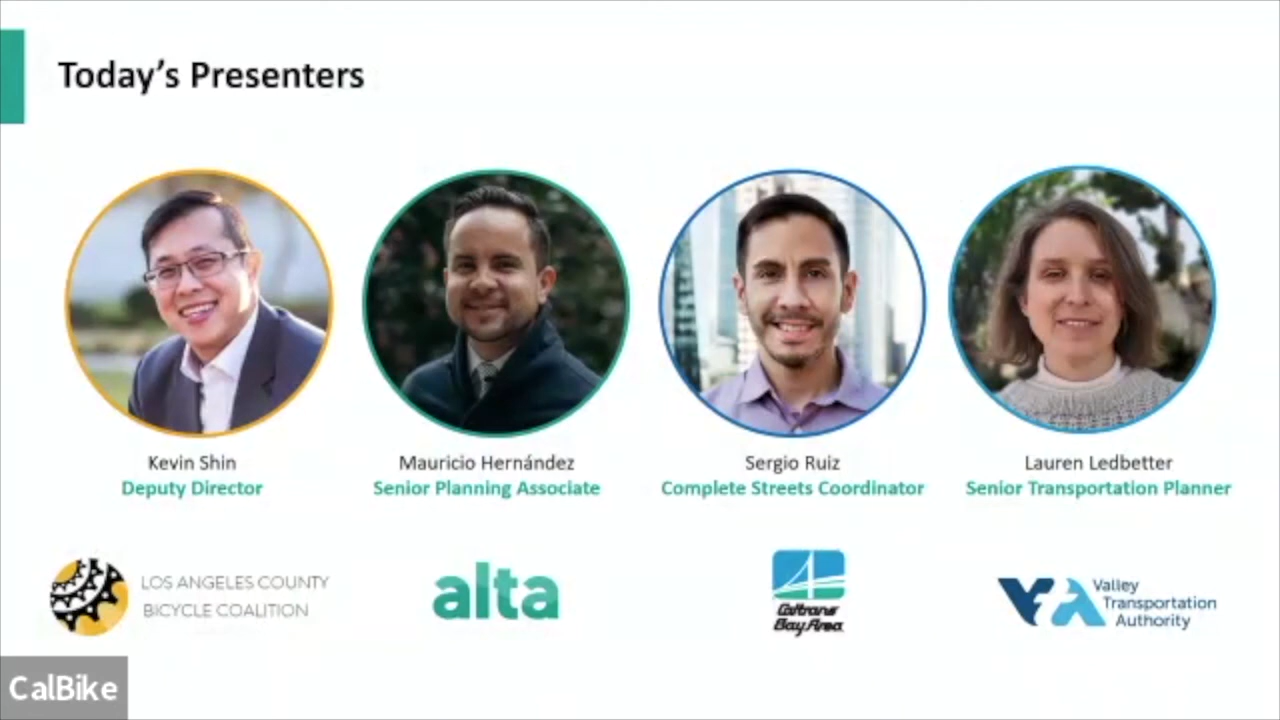 Today's Presenters
Kevin Shin
Deputy Director
Mauricio Hernández
Senior Planning Associate
Sergio Ruiz
Complete Streets Coordinator
Lauren Ledbetter
Senior Transportation Planner
LOS ANGELES COUNTY
BICYCLE COALITION
alta
Caltrans
Bay Area
VTA
Valley
Transportation
Authority
CalBike